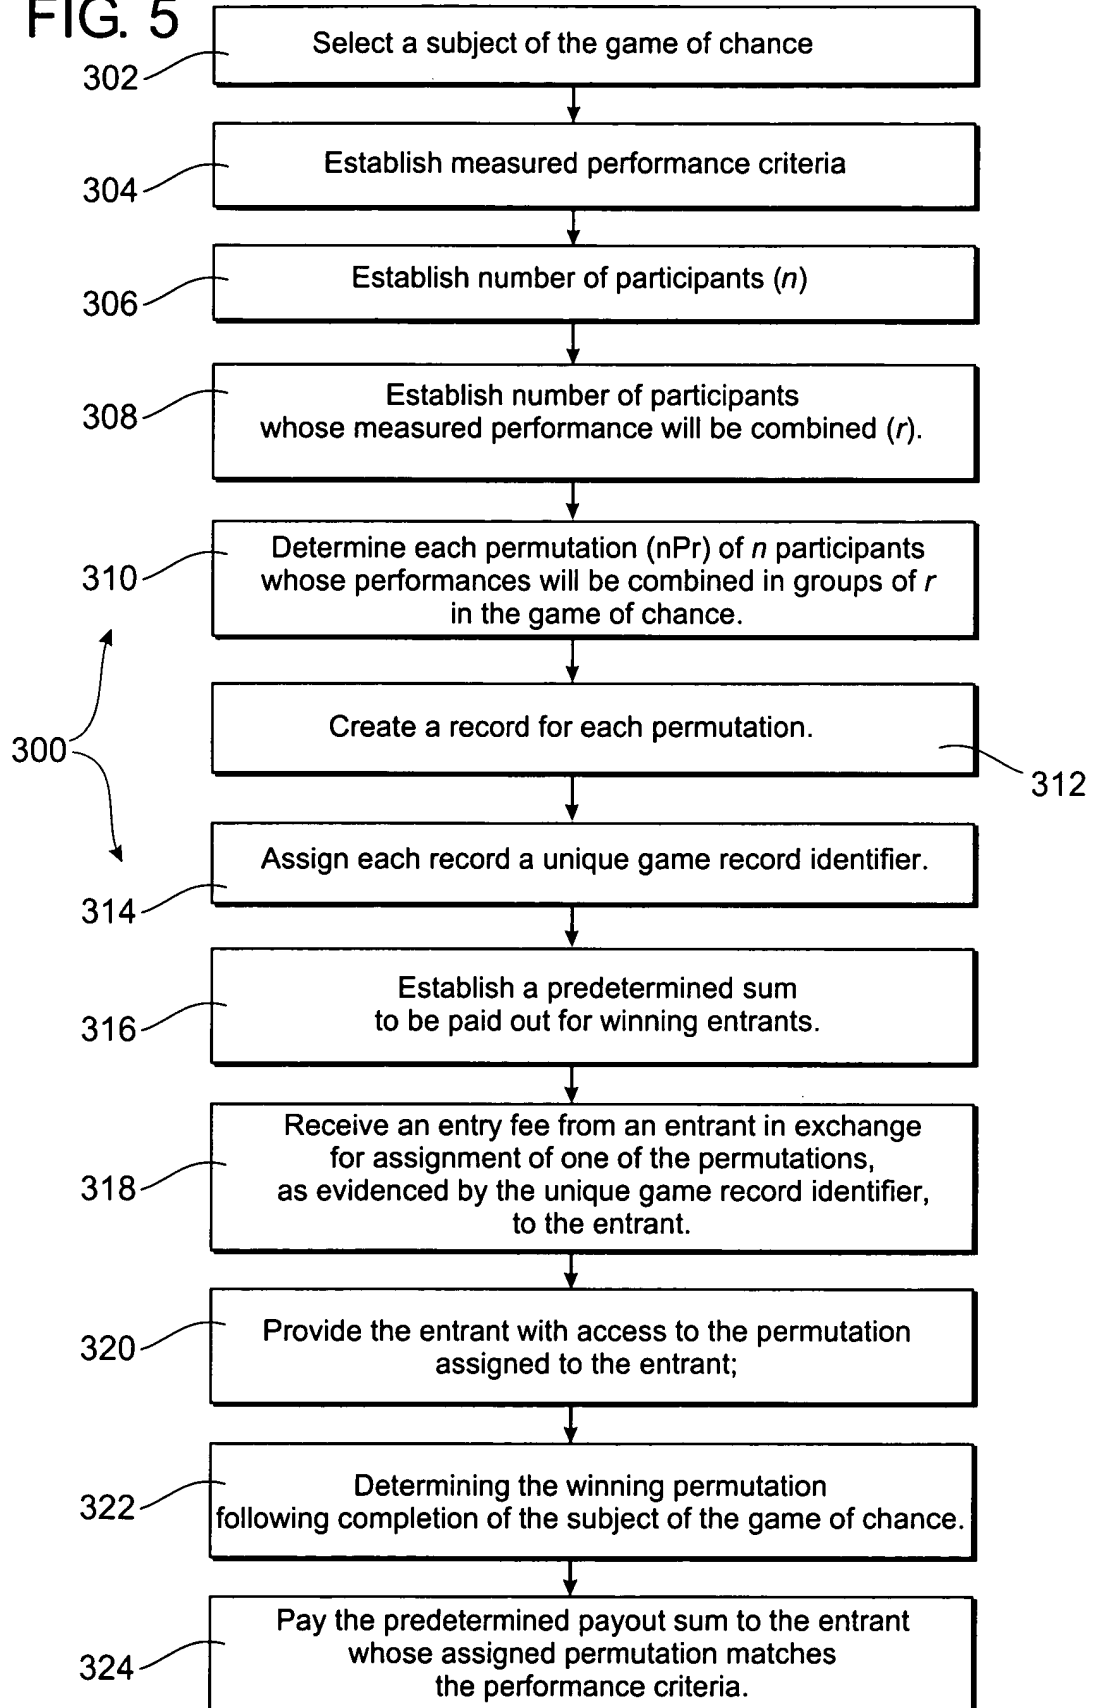 FIG. 5
Select a subject of the game of chance
302
Establish measured performance criteria
304
Establish number of participants (n)
306
Establish number of participants
whose measured performance will be combined (r).
308
Determine each permutation (nPr) of n participants
whose performances will be combined in groups of r
in the game of chance.
310
300
Create a record for each permutation.
312
Assign each record a unique game record identifier.
314
Establish a predetermined sum
to be paid out for winning entrants.
316
Receive an entry fee from an entrant in exchange
for assignment of one of the permutations,
as evidenced by the unique game record identifier,
to the entrant.
318
Provide the entrant with access to the permutation
assigned to the entrant;
320
Determining the winning permutation
following completion of the subject of the game of chance.
322
Pay the predetermined payout sum to the entrant
whose assigned permutation matches
the performance criteria.
324